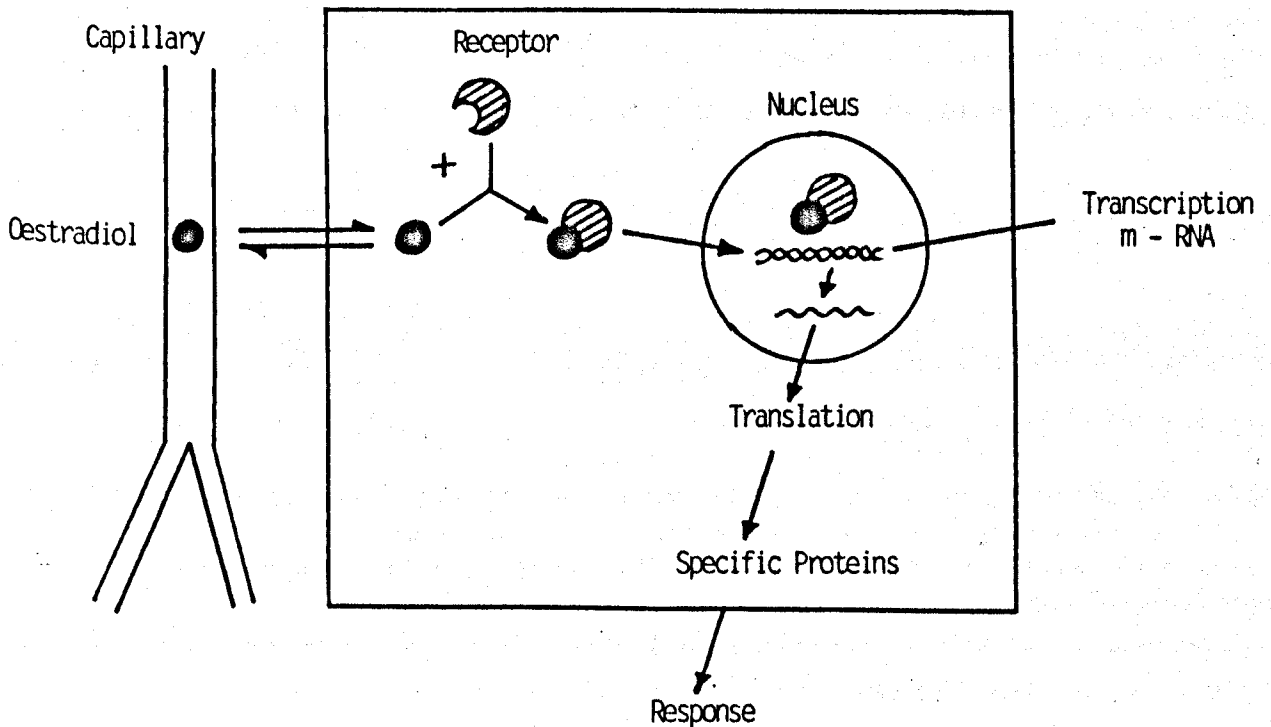 Capillary
Receptor
Nucleus
+
Oestradiol
Transcription
m - RNA
Translation
Specific Proteins
Response